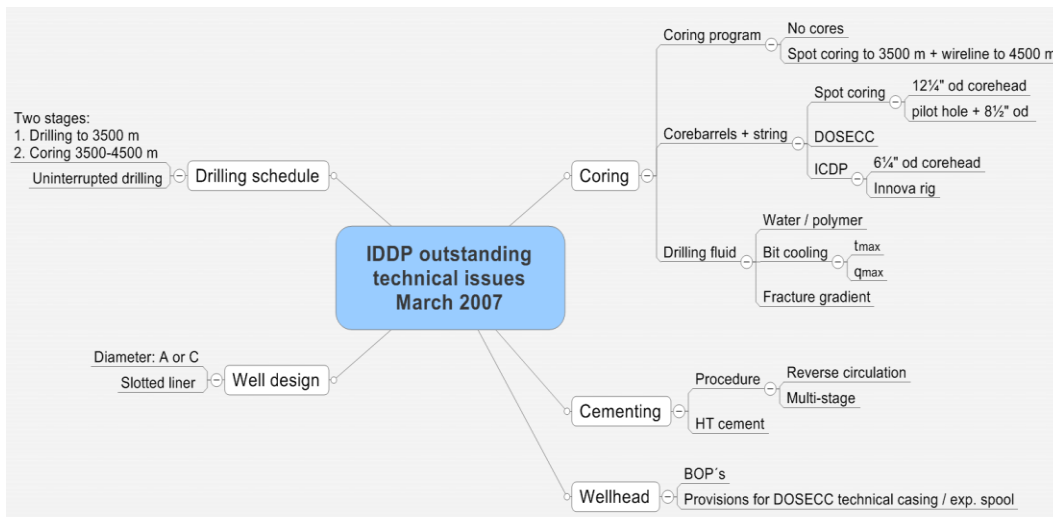 IDDP outstanding
technical issues
March 2007
Coring
Coring program
No cores
Spot coring to 3500 m + wireline to 4500 m
Corebarrels + string
Spot coring
12¼" od corehead
pilot hole + 8½" od
DOSECC
ICDP
6¼" od corehead
Innova rig
Drilling fluid
Water / polymer
Bit cooling
tmax
qmax
Fracture gradient
Cementing
Procedure
Reverse circulation
Multi-stage
HT cement
Wellhead
BOP´s
Provisions for DOSECC technical casing / exp. spool
Drilling schedule
Two stages:
1. Drilling to 3500 m
2. Coring 3500-4500 m
Uninterrupted drilling
Well design
Diameter: A or C
Slotted liner